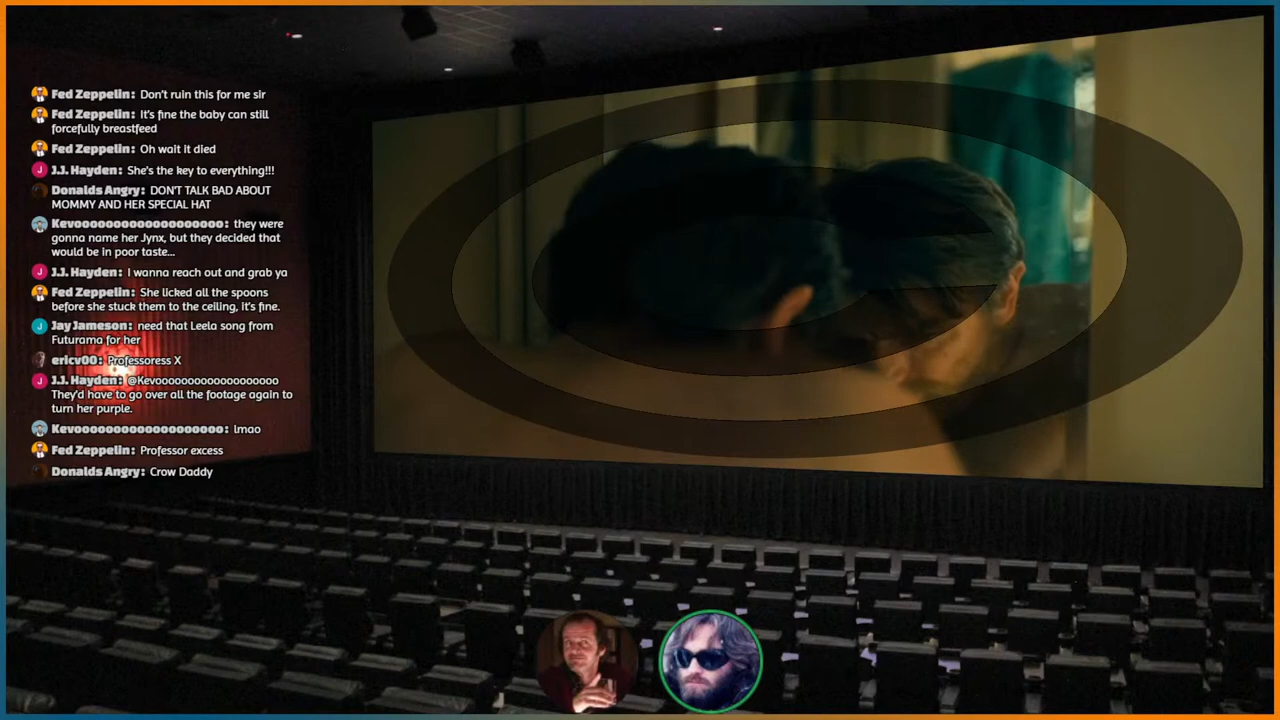 Fed Zeppelin: Don't ruin this for me sir
Fed Zeppelin: It's fine the baby can still
forcefully breastfeed
Fed Zeppelin: Oh wait it died
J J.J. Hayden: She's the key to everything!!!
Donalds Angry: DON'T TALK BAD ABOUT
MOMMY AND HER SPECIAL HAT
Kevooooooooooooooooooo: they were
gonna name her Jynx, but they decided that
would be in poor taste...
J J.J. Hayden: I wanna reach out and grab ya
Fed Zeppelin: She licked all the spoons
before she stuck them to the ceiling, it's fine.
J Jay Jameson: need that Leela song from
Futurama for her
ericv00: Professoress X
J J.J. Hayden: @Kevooooooooooooooooooo
They'd have to go over all the footage again to
turn her purple.
Kevooooooooooooooooooo: lmao
Fed Zeppelin: Professor excess
Donalds Angry: Crow Daddy